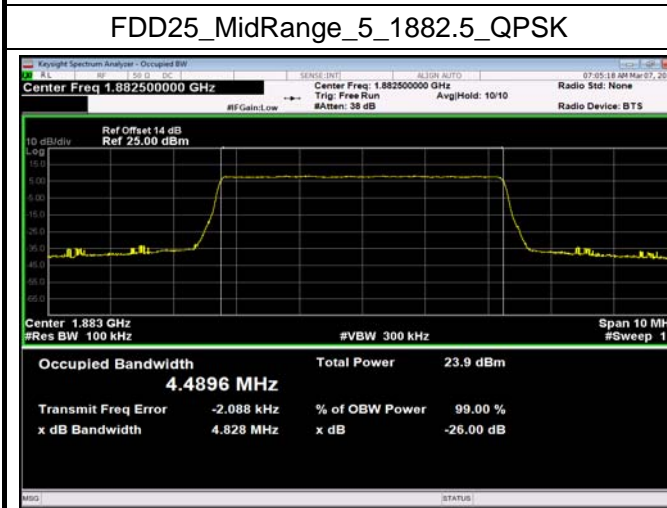 FDD25_MidRange_5_1882.5_QPSK
Keysight Spectrum Analyzer - Occupied BW
RL RF 50 Ω DC SENSE:INT ALIGN AUTO 07:05:18 AM Mar 07, 20
Center Freq 1.882500000 GHz Center Freq: 1.882500000 GHz Radio Std: None
Trig: Free Run Avg|Hold: 10/10
#IFGain:Low #Atten: 38 dB Radio Device: BTS
Ref Offset 14 dB
10 dB/div Ref 25.00 dBm
Log
15.0
5.00
-5.00
-15.0
-25.0
-35.0
-45.0
-55.0
-65.0
Center 1.883 GHz Span 10 MH
#Res BW 100 kHz #VBW 300 kHz #Sweep 1
Occupied Bandwidth Total Power 23.9 dBm
4.4896 MHz
Transmit Freq Error -2.088 kHz % of OBW Power 99.00 %
x dB Bandwidth 4.828 MHz x dB -26.00 dB
MSG STATUS